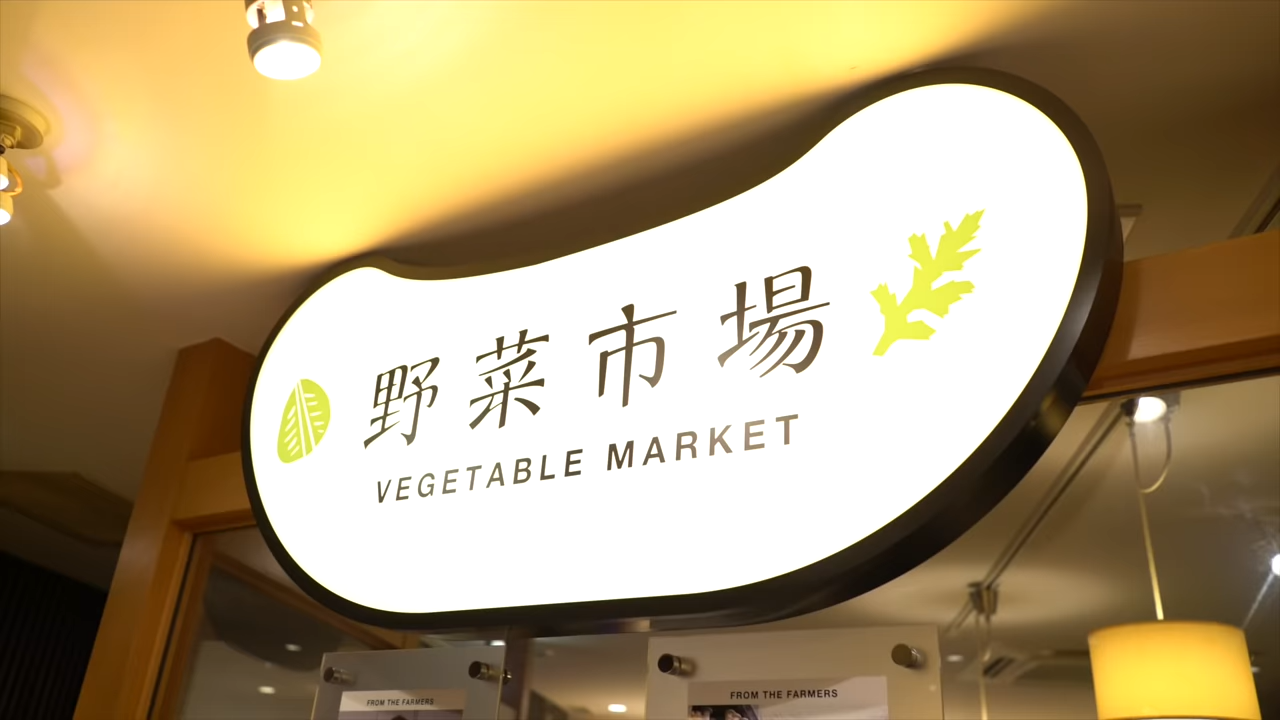 野菜市場
VEGETABLE MARKET
FROM THE FARMERS
FROM THE FARMERS